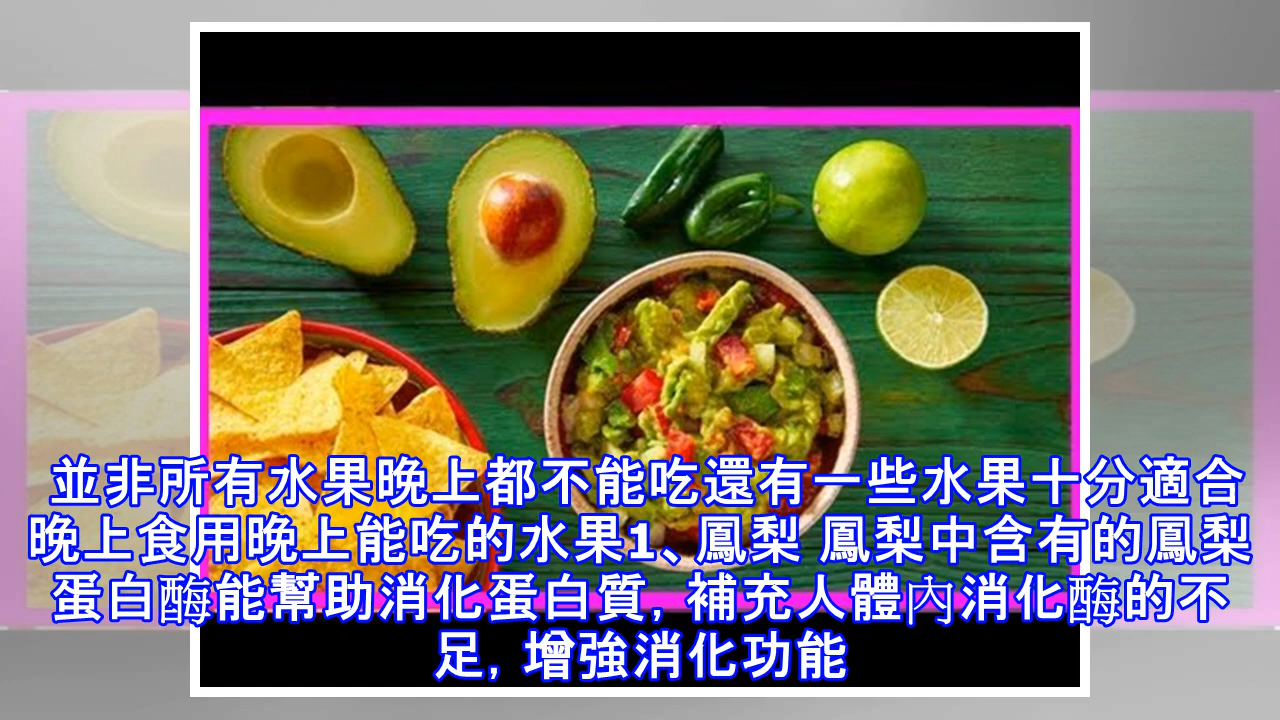 並非所有水果晚上都不能吃還有一些水果十分適合
晚上食用晚上能吃的水果1、鳳梨 鳳梨中含有的鳳梨
蛋白酶能幫助消化蛋白質, 補充人體內消化酶的不
足, 增強消化功能